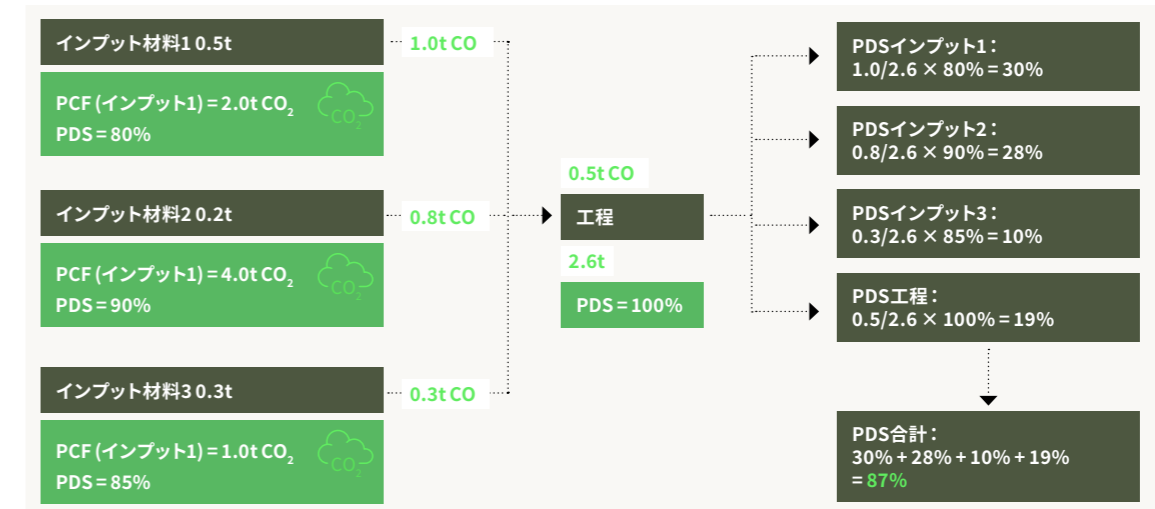 インプット材料1 0.5t
PCF (インプット1) = 2.0t CO₂
PDS = 80%
CO₂
1.0t CO
インプット材料2 0.2t
PCF (インプット1) = 4.0t CO₂
PDS = 90%
CO₂
0.8t CO
インプット材料3 0.3t
PCF (インプット1) = 1.0t CO₂
PDS = 85%
CO₂
0.3t CO
0.5t CO
工程
2.6t
PDS = 100%
PDSインプット1：
1.0/2.6 × 80% = 30%
PDSインプット2：
0.8/2.6 × 90% = 28%
PDSインプット3：
0.3/2.6 × 85% = 10%
PDS工程：
0.5/2.6 × 100% = 19%
PDS合計：
30% + 28% + 10% + 19%
= 87%